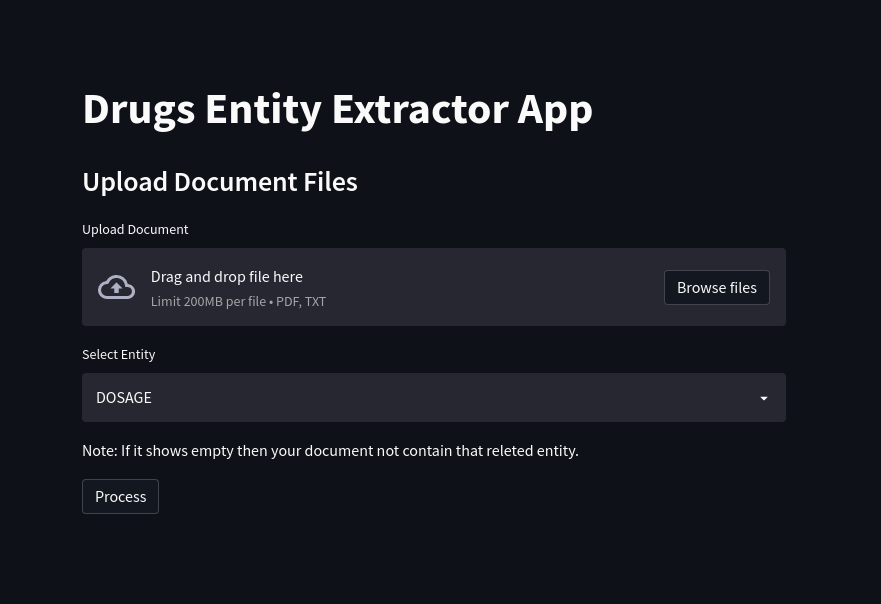 Drugs Entity Extractor App
Upload Document Files
Upload Document
Drag and drop file here
Limit 200MB per file • PDF, TXT
Browse files
Select Entity
DOSAGE
Note: If it shows empty then your document not contain that releted entity.
Process